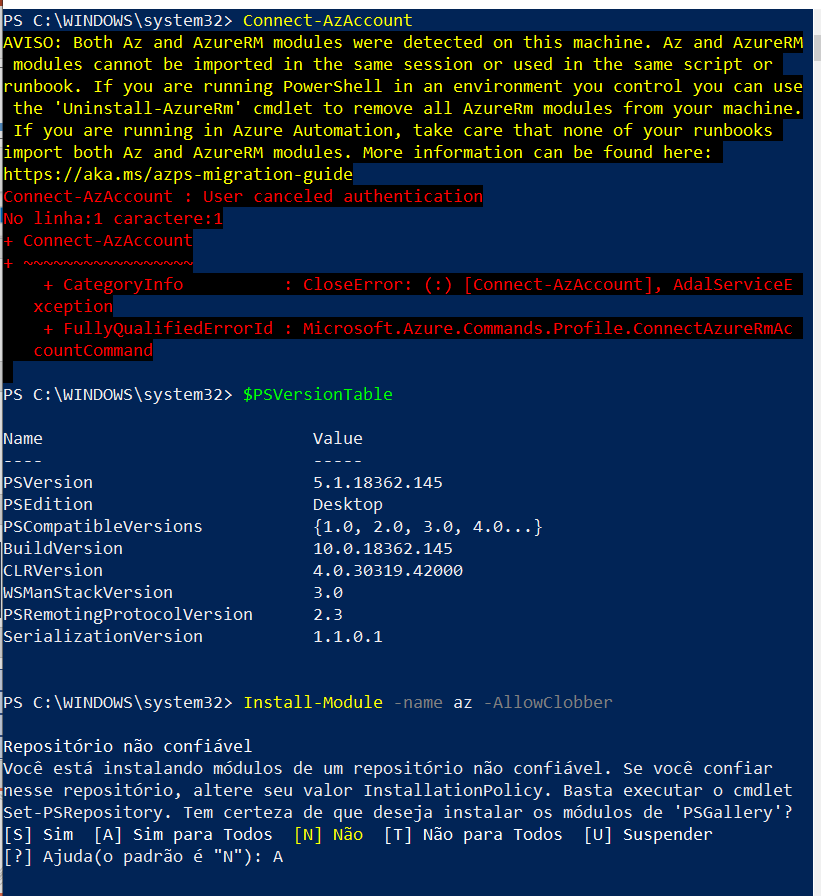 PS C:\WINDOWS\system32> Connect-AzAccount
AVISO: Both Az and AzureRM modules were detected on this machine. Az and AzureRM
modules cannot be imported in the same session or used in the same script or
runbook. If you are running PowerShell in an environment you control you can use
the 'Uninstall-AzureRm' cmdlet to remove all AzureRm modules from your machine.
If you are running in Azure Automation, take care that none of your runbooks
import both Az and AzureRM modules. More information can be found here:
https://aka.ms/azps-migration-guide
Connect-AzAccount : User canceled authentication
No linha:1 caractere:1
+ Connect-AzAccount
+ ~~~~~~~~~~~~~~~~~
+ CategoryInfo          : CloseError: (:) [Connect-AzAccount], AdalServiceE
xception
+ FullyQualifiedErrorId : Microsoft.Azure.Commands.Profile.ConnectAzureRmAc
countCommand
PS C:\WINDOWS\system32> $PSVersionTable
Name                           Value
----                           -----
PSVersion                      5.1.18362.145
PSEdition                      Desktop
PSCompatibleVersions           {1.0, 2.0, 3.0, 4.0...}
BuildVersion                   10.0.18362.145
CLRVersion                     4.0.30319.42000
WSManStackVersion              3.0
PSRemotingProtocolVersion      2.3
SerializationVersion           1.1.0.1
PS C:\WINDOWS\system32> Install-Module -name az -AllowClobber
Repositório não confiável
Você está instalando módulos de um repositório não confiável. Se você confiar
nesse repositório, altere seu valor InstallationPolicy. Basta executar o cmdlet
Set-PSRepository. Tem certeza de que deseja instalar os módulos de 'PSGallery'?
[S] Sim  [A] Sim para Todos  [N] Não  [T] Não para Todos  [U] Suspender
[?] Ajuda(o padrão é "N"): A